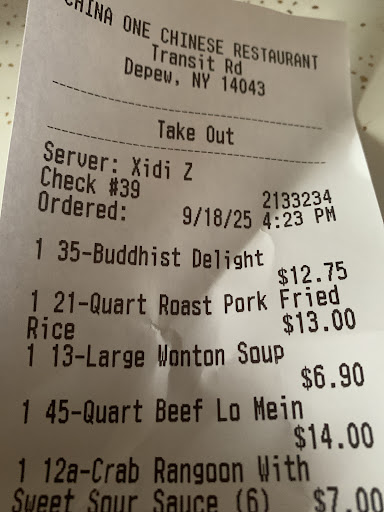 CHINA ONE CHINESE RESTAURANT
Transit Rd
Depew, NY 14043
Take Out
Server: Xidi Z
Check #39 2133234
Ordered: 9/18/25 4:23 PM
1 35-Buddhist Delight
$12.75
1 21-Quart Roast Pork Fried
Rice $13.00
1 13-Large Wonton Soup
$6.90
1 45-Quart Beef Lo Mein
$14.00
1 12a-Crab Rangoon With
Sweet Sour Sauce (6) $7.00